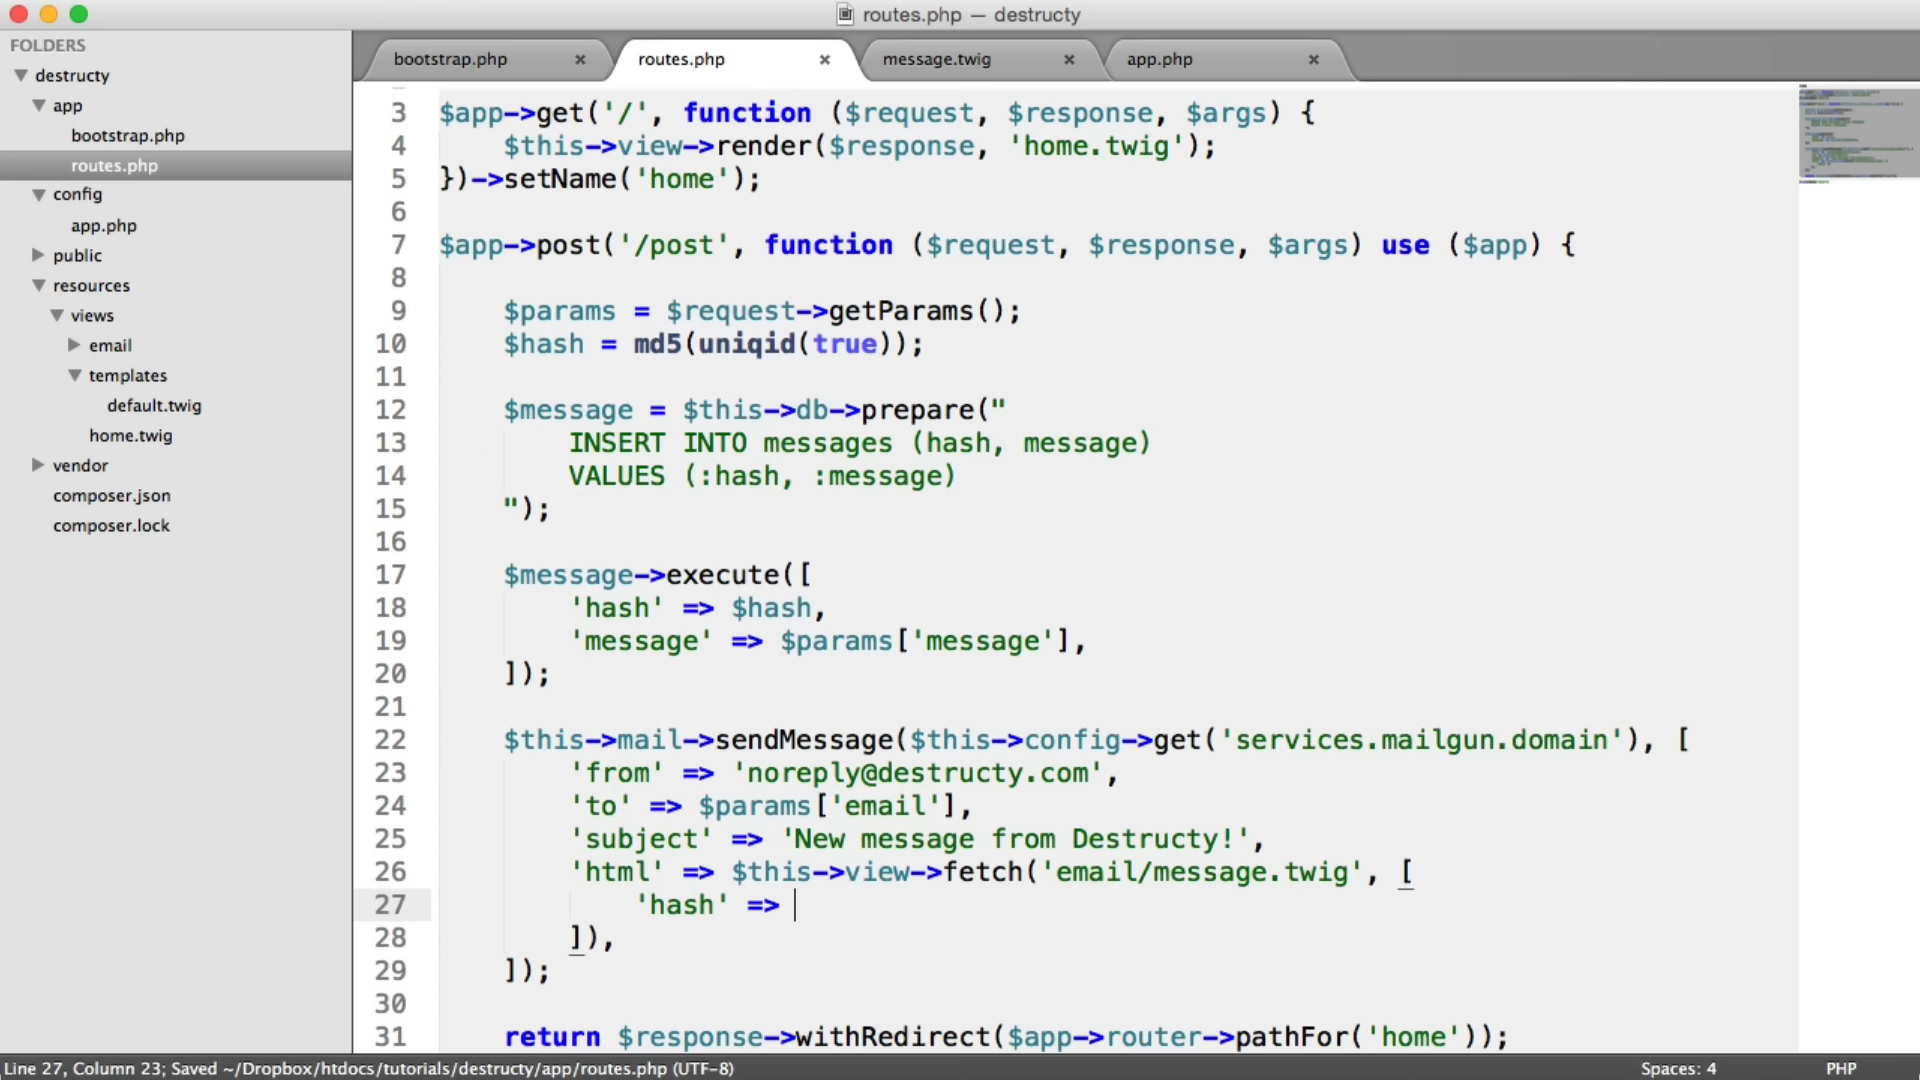 routes.php — destructy
FOLDERS
destructy
app
bootstrap.php
routes.php
config
app.php
public
resources
views
email
templates
default.twig
home.twig
vendor
composer.json
composer.lock
bootstrap.php ×
routes.php ×
message.twig ×
app.php ×
3 $app->get('/', function ($request, $response, $args) {
4     $this->view->render($response, 'home.twig');
5 })->setName('home');
6
7 $app->post('/post', function ($request, $response, $args) use ($app) {
8
9     $params = $request->getParams();
10     $hash = md5(uniqid(true));
11
12     $message = $this->db->prepare("
13         INSERT INTO messages (hash, message)
14         VALUES (:hash, :message)
15     ");
16
17     $message->execute([
18         'hash' => $hash,
19         'message' => $params['message'],
20     ]);
21
22     $this->mail->sendMessage($this->config->get('services.mailgun.domain'), [
23         'from' => 'noreply@destructy.com',
24         'to' => $params['email'],
25         'subject' => 'New message from Destructy!',
26         'html' => $this->view->fetch('email/message.twig', [
27             'hash' =>
28         ]),
29     ]);
30
31     return $response->withRedirect($app->router->pathFor('home'));
Line 27, Column 23; Saved ~/Dropbox/htdocs/tutorials/destructy/app/routes.php (UTF-8)
Spaces: 4
PHP